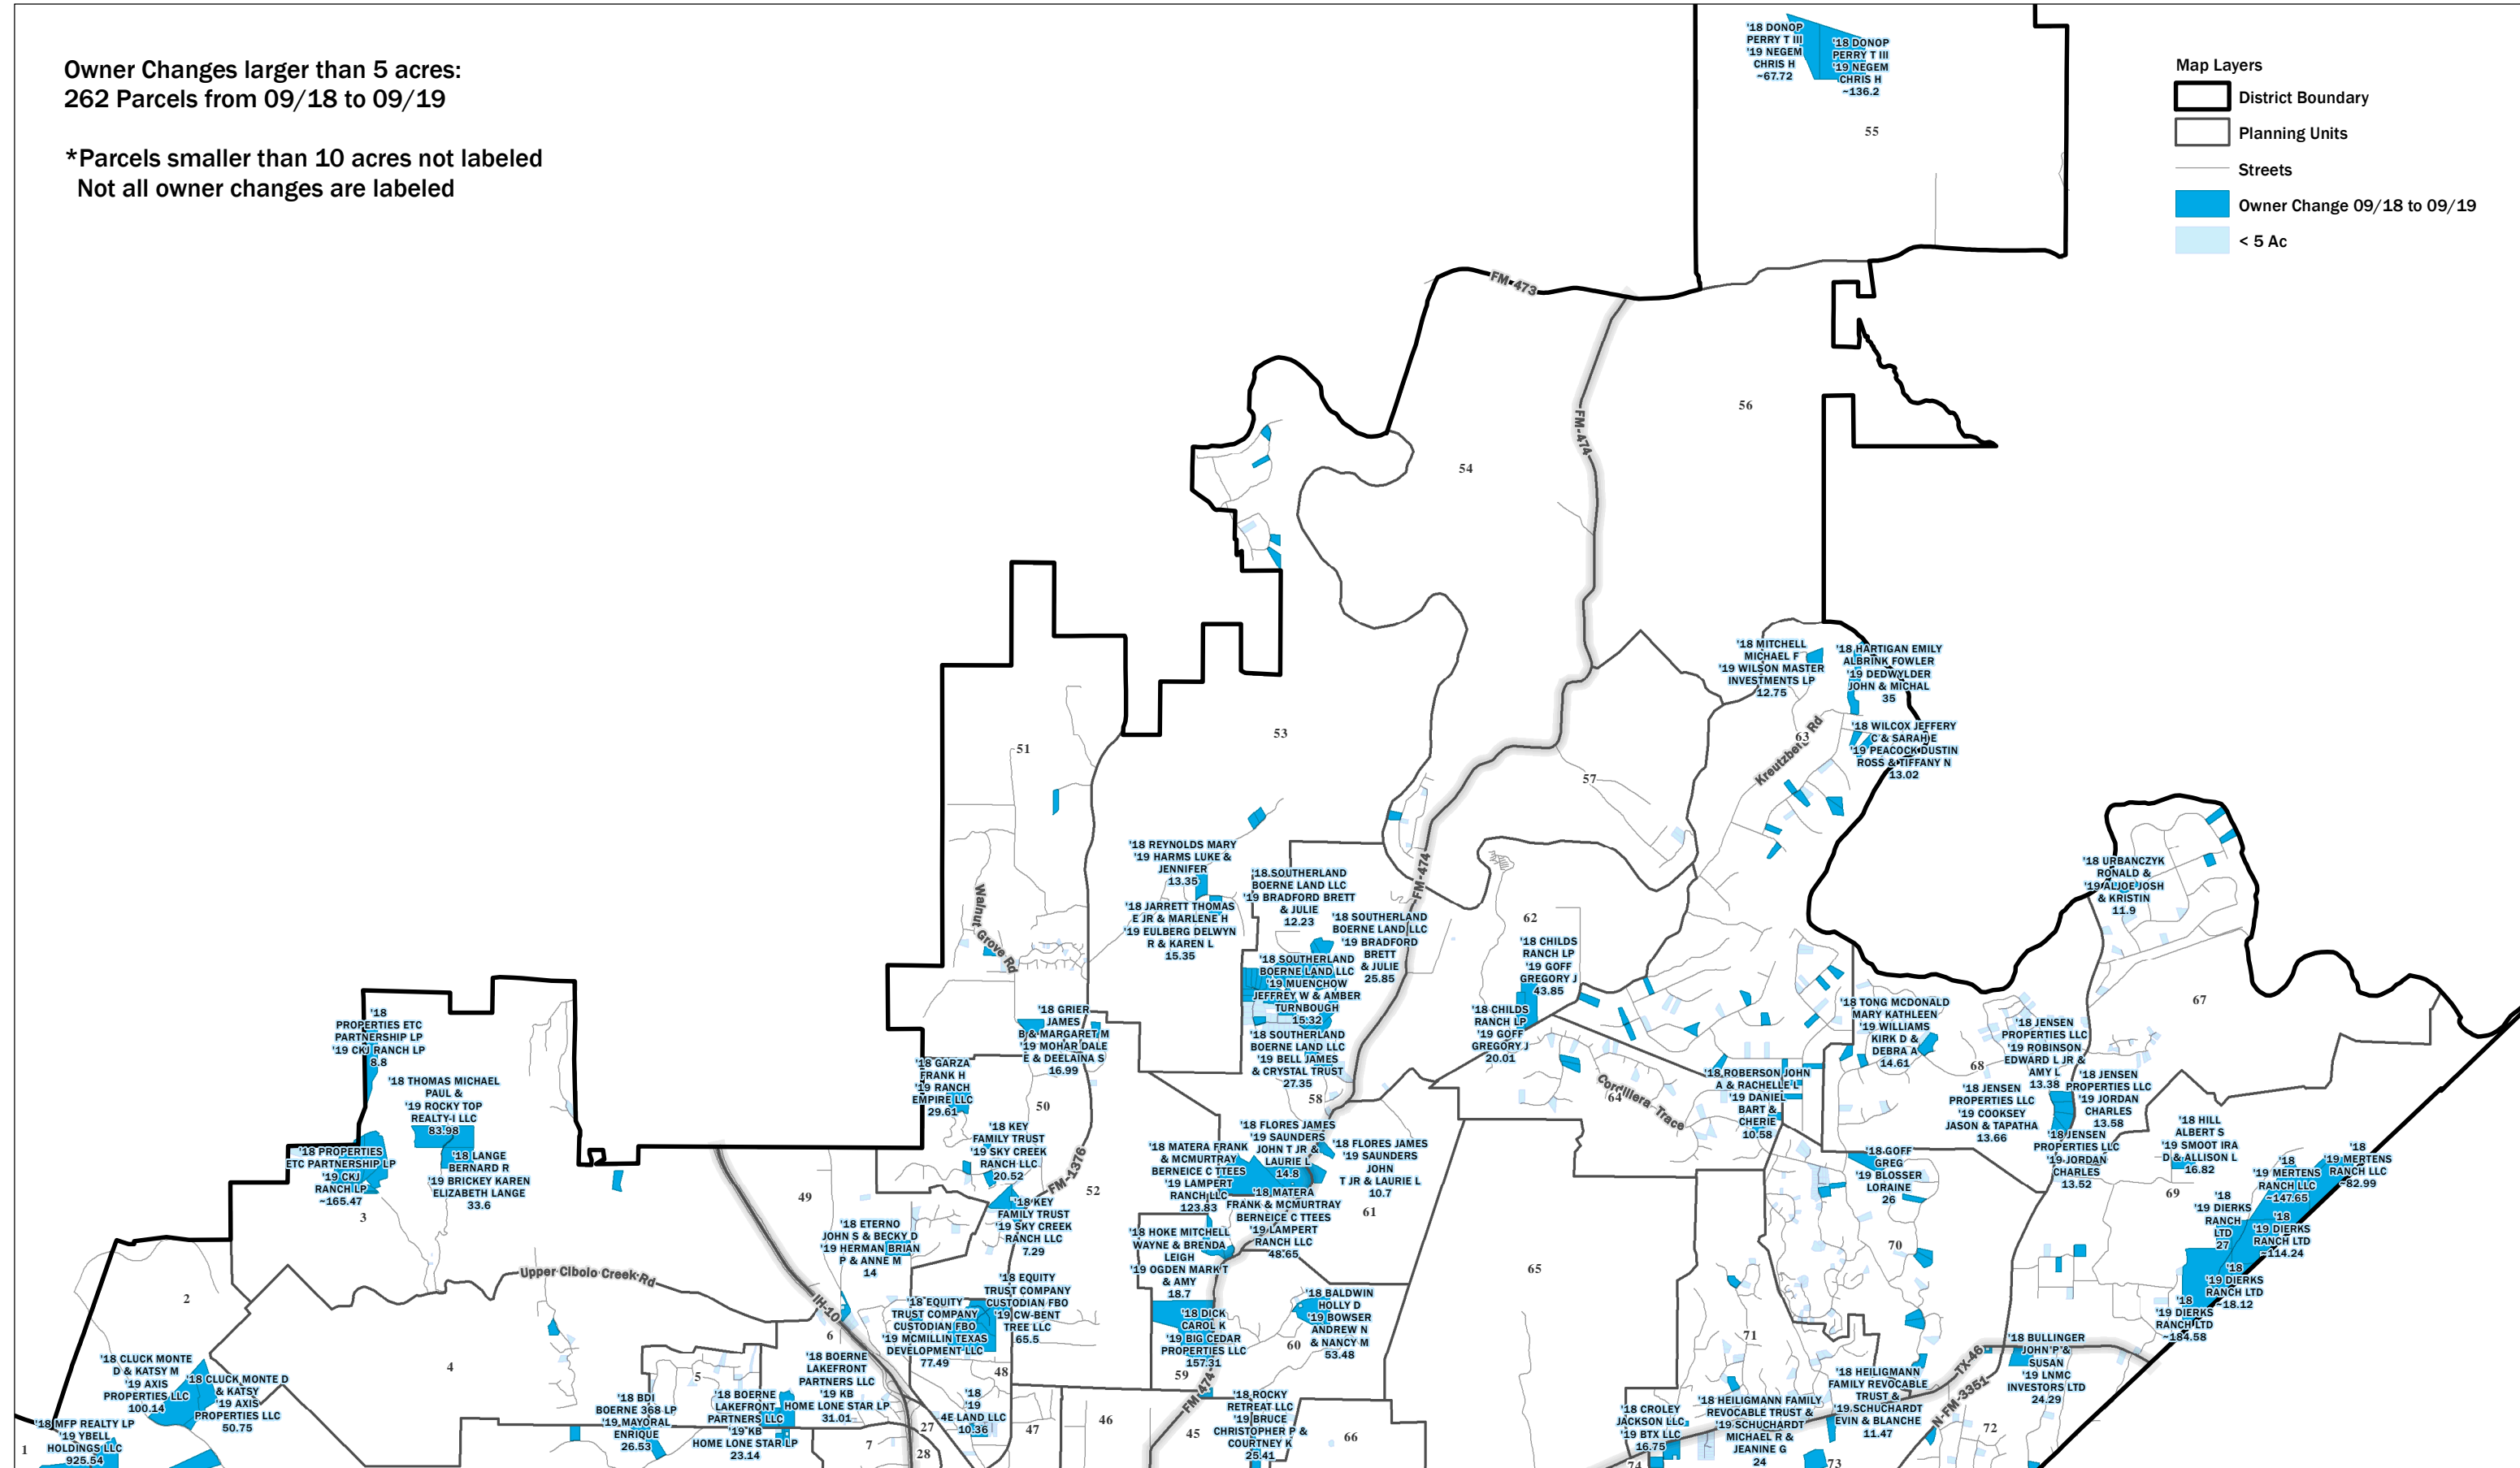 Owner Changes larger than 5 acres:
262 Parcels from 09/18 to 09/19
*Parcels smaller than 10 acres not labeled
Not all owner changes are labeled
Map Layers
District Boundary
Planning Units
Streets
Owner Change 09/18 to 09/19
< 5 Ac
'18 DONOP
PERRY T III
'19 NEGEM
CHRIS H
~67.72
'18 DONOP
PERRY T III
'19 NEGEM
CHRIS H
~136.2
55
FM-473
56
FM-474
54
'18 MITCHELL
MICHAEL F
'19 WILSON MASTER
INVESTMENTS LP
12.75
'18 HARTIGAN EMILY
ALBRINK FOWLER
'19 DEDWYLDER
JOHN & MICHAL
35
'18 WILCOX JEFFERY
C & SARAH E
'19 PEACOCK DUSTIN
ROSS & TIFFANY N
13.02
63
Kreutzberg Rd
51
53
57
Walnut Grove Rd
'18 REYNOLDS MARY
'19 HARMS LUKE &
JENNIFER
13.35
'18 JARRETT THOMAS
E JR & MARLENE H
'19 EULBERG DELWYN
R & KAREN L
15.35
'18 SOUTHERLAND
BOERNE LAND LLC
'19 BRADFORD BRETT
& JULIE
12.23
'18 SOUTHERLAND
BOERNE LAND LLC
'19 BRADFORD
BRETT
& JULIE
25.85
'18 SOUTHERLAND
BOERNE LAND LLC
'19 MUENCHOW
JEFFREY W & AMBER
TURNBOUGH
15.32
'18 SOUTHERLAND
BOERNE LAND LLC
'19 BELL JAMES
& CRYSTAL TRUST
27.35
58
FM-474
62
'18 CHILDS
RANCH LP
'19 GOFF
GREGORY J
43.85
'18 CHILDS
RANCH LP
'19 GOFF
GREGORY J
20.01
'18 URBANCZYK
RONALD &
'19 ALJOE JOSH
& KRISTIN
11.9
67
'18 TONG MCDONALD
MARY KATHLEEN
'19 WILLIAMS
KIRK D &
DEBRA A
14.61
68
'18 JENSEN
PROPERTIES LLC
'19 ROBINSON
EDWARD L JR &
AMY L
13.38
'18 JENSEN
PROPERTIES LLC
'19 JORDAN
CHARLES
13.58
'18 JENSEN
PROPERTIES LLC
'19 COOKSEY
JASON & TAPATHA
13.66
'18 JENSEN
PROPERTIES LLC
'19 JORDAN
CHARLES
13.52
'18 HILL
ALBERT S
'19 SMOOT IRA
D & ALLISON L
16.82
69
'18
'19 MERTENS
RANCH LLC
~147.65
'18
'19 MERTENS
RANCH LLC
~82.99
'18
'19 DIERKS
RANCH
LTD
27
'18
'19 DIERKS
RANCH LTD
~114.24
'18
'19 DIERKS
RANCH LTD
~18.12
'18
'19 DIERKS
RANCH LTD
~184.58
'18
PROPERTIES ETC
PARTNERSHIP LP
'19 CKJ RANCH LP
8.8
'18 THOMAS MICHAEL
PAUL &
'19 ROCKY TOP
REALTY-I LLC
83.98
'18 PROPERTIES
ETC PARTNERSHIP LP
'19 CKJ
RANCH LP
~165.47
'18 LANGE
BERNARD R
'19 BRICKEY KAREN
ELIZABETH LANGE
33.6
3
'18 GRIER
JAMES
B & MARGARET M
'19 MOHAR DALE
E & DEELAINA S
16.99
'18 GARZA
FRANK H
'19 RANCH
EMPIRE LLC
29.61
50
'18 KEY
FAMILY TRUST
'19 SKY CREEK
RANCH LLC
20.52
FM-1376
'18 KEY
FAMILY TRUST
'19 SKY CREEK
RANCH LLC
7.29
52
49
'18 ETERNO
JOHN S & BECKY D
'19 HERMAN BRIAN
P & ANNE M
14
'18 MATERA FRANK
& MCMURTRAY
BERNEICE C TTEES
'19 LAMPERT
RANCH LLC
123.83
'18 FLORES JAMES
'19 SAUNDERS
JOHN T JR &
LAURIE L
14.8
'18 FLORES JAMES
'19 SAUNDERS
JOHN
T JR & LAURIE L
10.7
'18 MATERA
FRANK & MCMURTRAY
BERNEICE C TTEES
'19 LAMPERT
RANCH LLC
48.65
61
'18 HOKE MITCHELL
WAYNE & BRENDA
LEIGH
'19 OGDEN MARK T
& AMY
18.7
Cordillera Trace
64
'18 ROBERSON JOHN
A & RACHELLE L
'19 DANIEL
BART &
CHERIE
10.58
'18 GOFF
GREG
'19 BLOSSER
LORAINE
26
70
65
2
Upper Cibolo Creek Rd
IH-10
6
4
'18 EQUITY
TRUST COMPANY
CUSTODIAN FBO
'19 MCMILLIN TEXAS
DEVELOPMENT LLC
77.49
'18 EQUITY
TRUST COMPANY
CUSTODIAN FBO
'19 CW-BENT
TREE LLC
65.5
48
'18 DICK
CAROL K
'19 BIG CEDAR
PROPERTIES LLC
157.31
59
60
'18 BALDWIN
HOLLY D
'19 BOWSER
ANDREW N
& NANCY M
53.48
71
'18 BULLINGER
JOHN P &
SUSAN
'19 LNMC
INVESTORS LTD
24.29
TX-46
N-FM-3351
72
'18 HEILIGMANN
FAMILY REVOCABLE
TRUST &
'19 SCHUCHARDT
EVIN & BLANCHE
11.47
'18 HEILIGMANN FAMILY
REVOCABLE TRUST &
'19 SCHUCHARDT
MICHAEL R &
JEANINE G
24
73
'18 CROLEY
JACKSON LLC
'19 BTX LLC
16.75
74
'18 CLUCK MONTE
D & KATSY M
'19 AXIS
PROPERTIES LLC
100.14
'18 CLUCK MONTE D
& KATSY
'19 AXIS
PROPERTIES LLC
50.75
1
'18 MFP REALTY LP
'19 YBELL
HOLDINGS LLC
925.54
5
'18 BDI
BOERNE 368 LP
'19 MAYORAL
ENRIQUE
26.53
'18 BOERNE
LAKEFRONT
PARTNERS LLC
'19 KB
HOME LONE STAR LP
23.14
'18 BOERNE
LAKEFRONT
PARTNERS LLC
'19 KB
HOME LONE STAR LP
31.01
7
27
28
'18
'19
4E LAND LLC
10.36
47
46
45
FM 474
'18 ROCKY
RETREAT LLC
'19 BRUCE
CHRISTOPHER P &
COURTNEY K
25.41
66